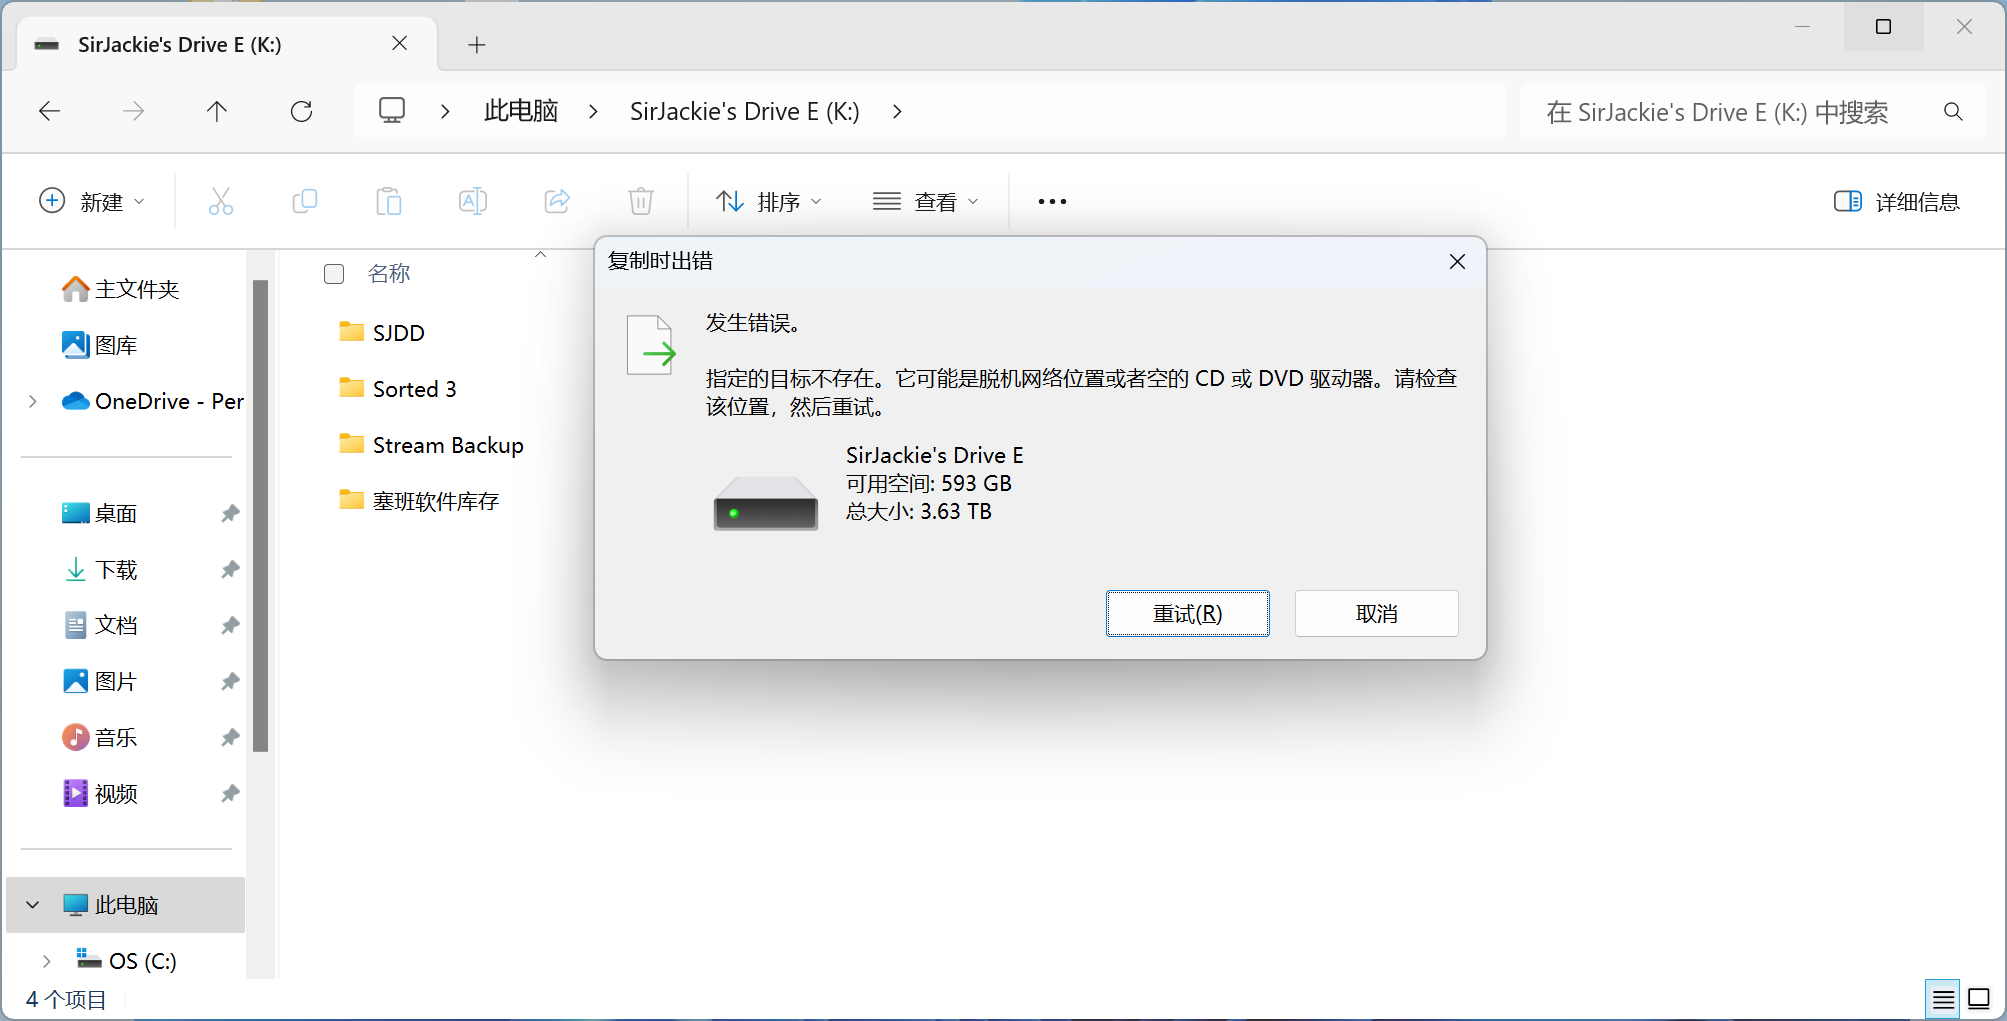 SirJackie's Drive E (K:)
此电脑
SirJackie's Drive E (K:)
在 SirJackie's Drive E (K:) 中搜索
新建
排序
查看
详细信息
主文件夹
图库
OneDrive - Per
桌面
下载
文档
图片
音乐
视频
此电脑
OS (C:)
名称
SJDD
Sorted 3
Stream Backup
塞班软件库存
复制时出错
发生错误。
指定的目标不存在。它可能是脱机网络位置或者空的 CD 或 DVD 驱动器。请检查
该位置，然后重试。
SirJackie's Drive E
可用空间: 593 GB
总大小: 3.63 TB
重试(R)
取消
4 个项目